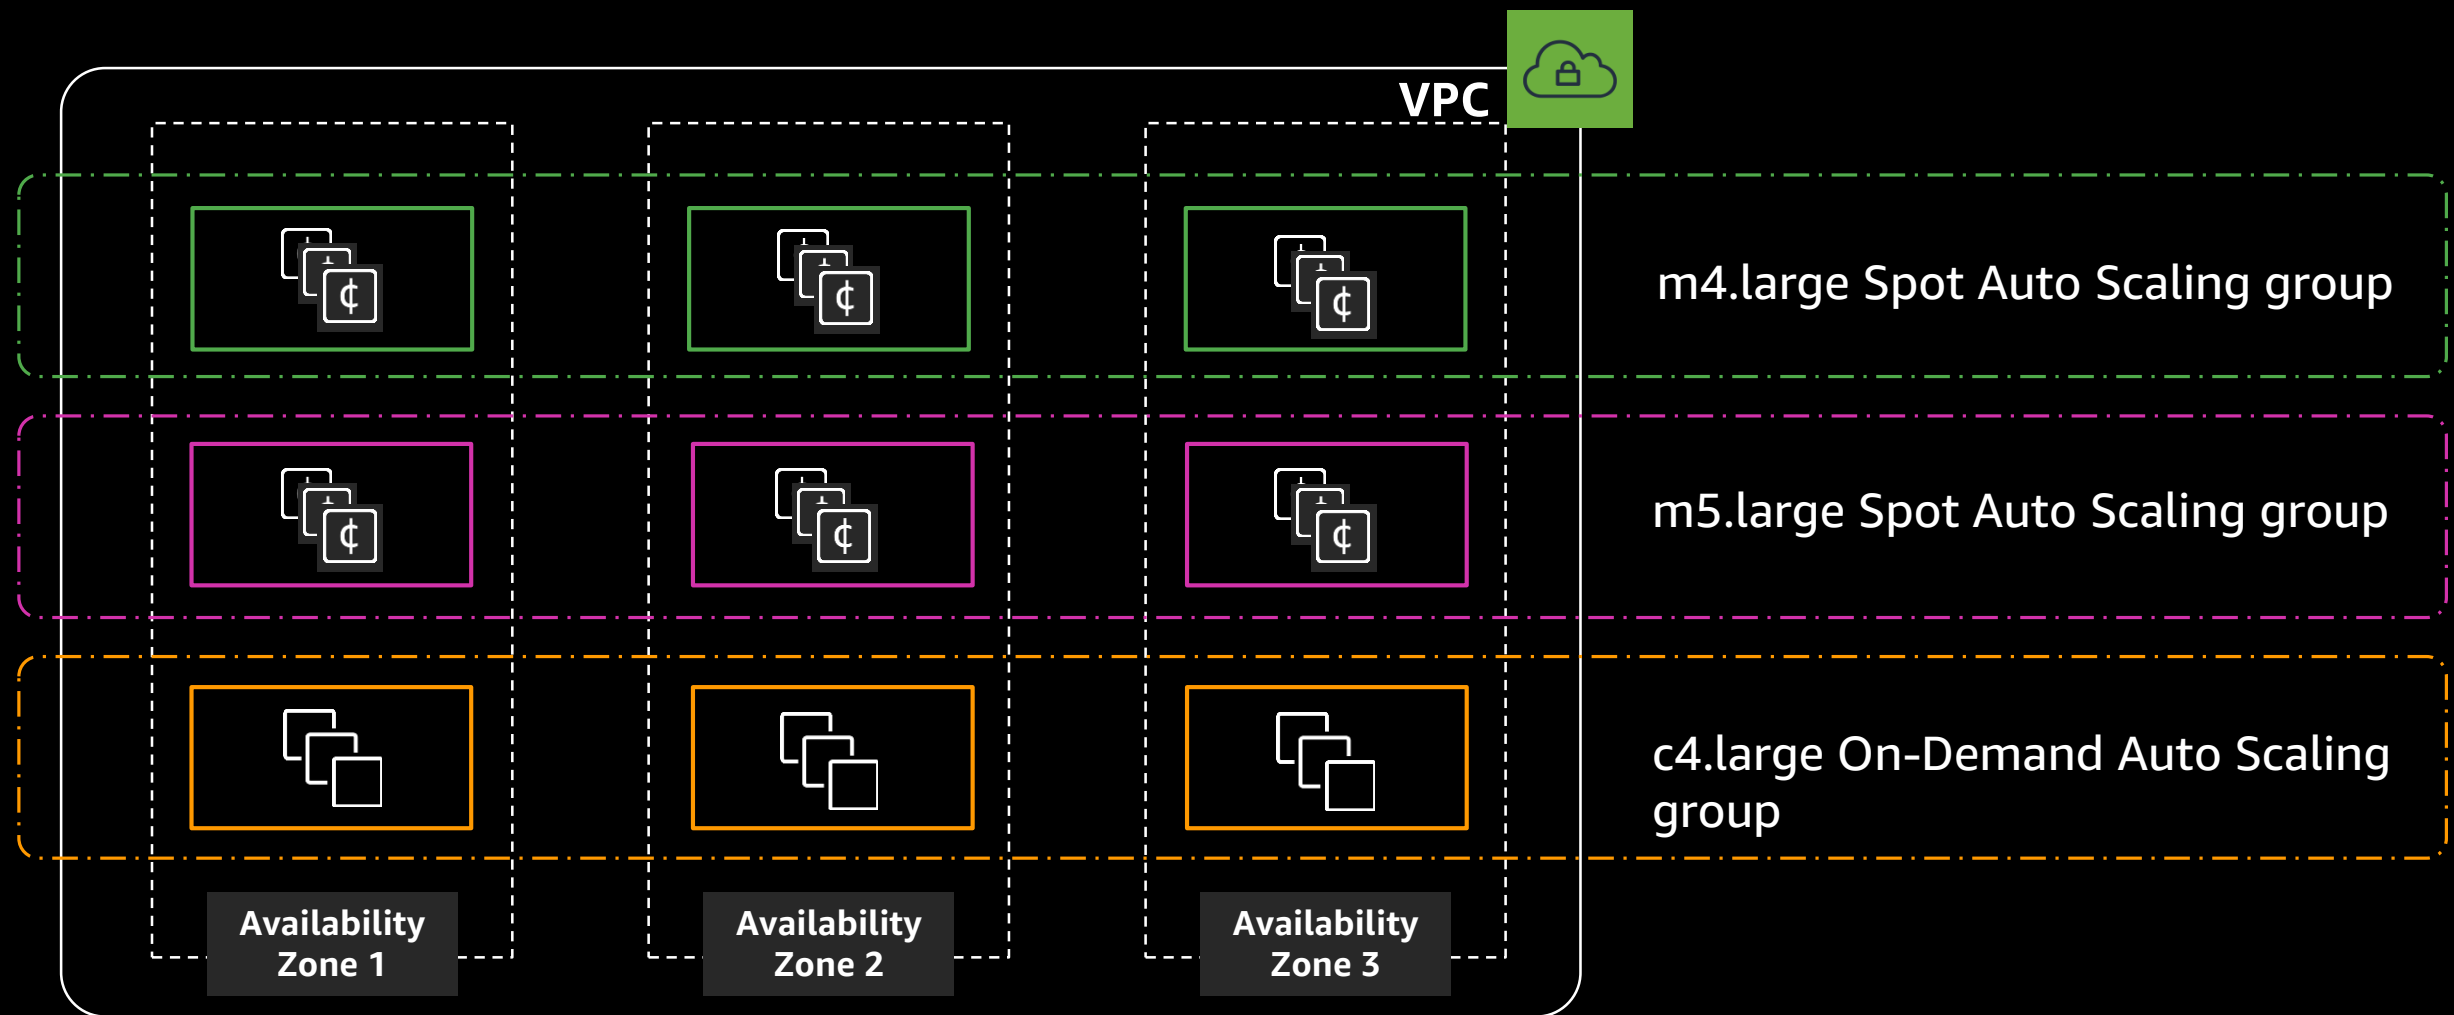 VPC
¢
¢
¢
m4.large Spot Auto Scaling group
¢
¢
¢
m5.large Spot Auto Scaling group
c4.large On-Demand Auto Scaling
group
Availability
Zone 1
Availability
Zone 2
Availability
Zone 3